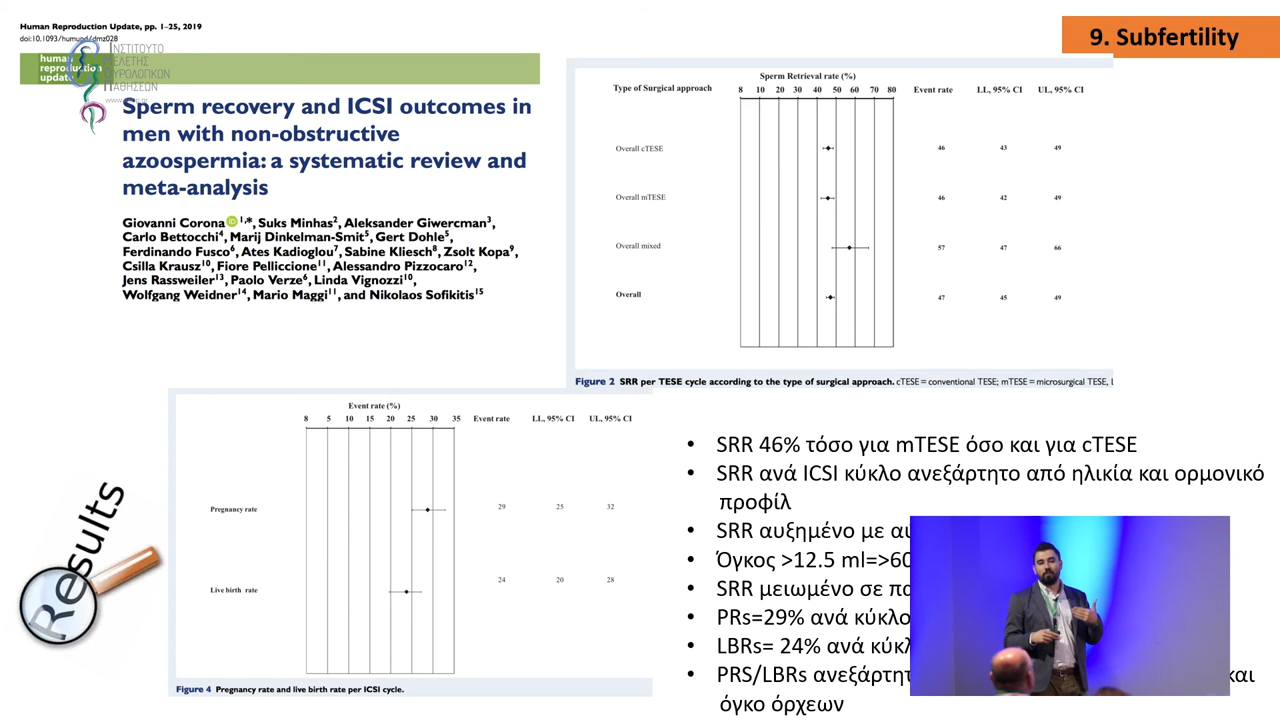 Human Reproduction Update, pp. 1–25, 2019
doi:10.1093/humupd/dmz028
human
reproduction
update
ΙΝΣΤΙΤΟΥΤΟ
ΜΕΛΕΤΗΣ
ΟΥΡΟΛΟΓΙΚΩΝ
ΠΑΘΗΣΕΩΝ
Sperm recovery and ICSI outcomes in
men with non-obstructive
azoospermia: a systematic review and
meta-analysis
Giovanni Corona 1,*, Suks Minhas2, Aleksander Giwercman3,
Carlo Bettocchi4, Marij Dinkelman-Smit5, Gert Dohle5,
Ferdinando Fusco6, Ates Kadioglou7, Sabine Kliesch8, Zsolt Kopa9,
Csilla Krausz10, Fiore Pelliccione11, Alessandro Pizzocaro12,
Jens Rassweiler13, Paolo Verze6, Linda Vignozzi10,
Wolfgang Weidner14, Mario Maggi11, and Nikolaos Sofikitis15
9. Subfertility
Sperm Retrieval rate (%)
Type of Surgical approach 8 10 20 30 40 50 60 70 80 Event rate LL, 95% CI UL, 95% CI
Overall cTESE 46 43 49
Overall mTESE 46 42 49
Overall mixed 57 47 66
Overall 47 45 49
Figure 2 SRR per TESE cycle according to the type of surgical approach. cTESE = conventional TESE; mTESE = microsurgical TESE,
Event rate (%)
8 5 10 15 20 25 30 35 Event rate LL, 95% CI UL, 95% CI
Pregnancy rate 29 25 32
Live birth rate 24 20 28
Figure 4 Pregnancy rate and live birth rate per ICSI cycle.
Results
• SRR 46% τόσο για mTESE όσο και για cTESE
• SRR ανά ICSI κύκλο ανεξάρτητο από ηλικία και ορμονικό
προφίλ
• SRR αυξημένο με
• Όγκος >12.5 ml=>60
• SRR μειωμένο σε
• PRs=29% ανά κύκλο
• LBRs= 24% ανά
• PRS/LBRs και
όγκο όρχεων